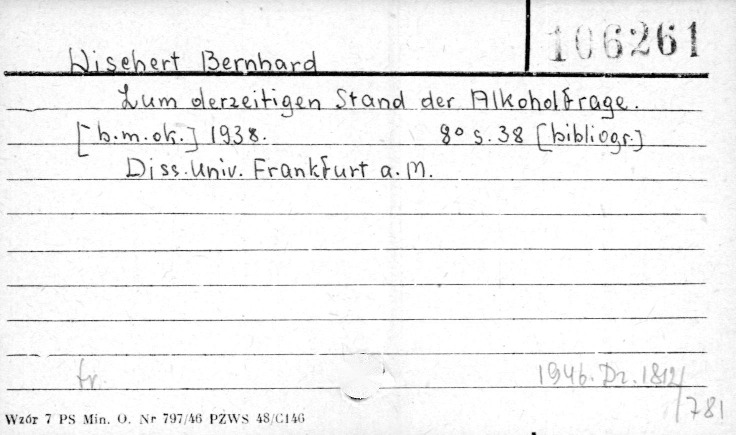 106261
Wischert Bernhard
Zum derzeitigen Stand der Alkoholfrage.
[b.m.ok.] 1938. 8° s. 38 [bibliogr.]
Diss. Univ. Frankfurt a. M.
fr. 1946. Dz. 1812/
/781
Wzór 7 PS Min. O. Nr 797/46 PZWS 48/C146